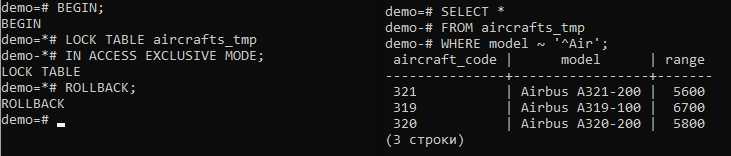 demo=# BEGIN;
BEGIN
demo=*# LOCK TABLE aircrafts_tmp
demo-*# IN ACCESS EXCLUSIVE MODE;
LOCK TABLE
demo=*# ROLLBACK;
ROLLBACK
demo=#
demo=# SELECT *
demo-# FROM aircrafts_tmp
demo-# WHERE model ~ '^Air';
aircraft_code | model | range
---------------+-----------------+-------
321 | Airbus A321-200 | 5600
319 | Airbus A319-100 | 6700
320 | Airbus A320-200 | 5800
(3 строки)